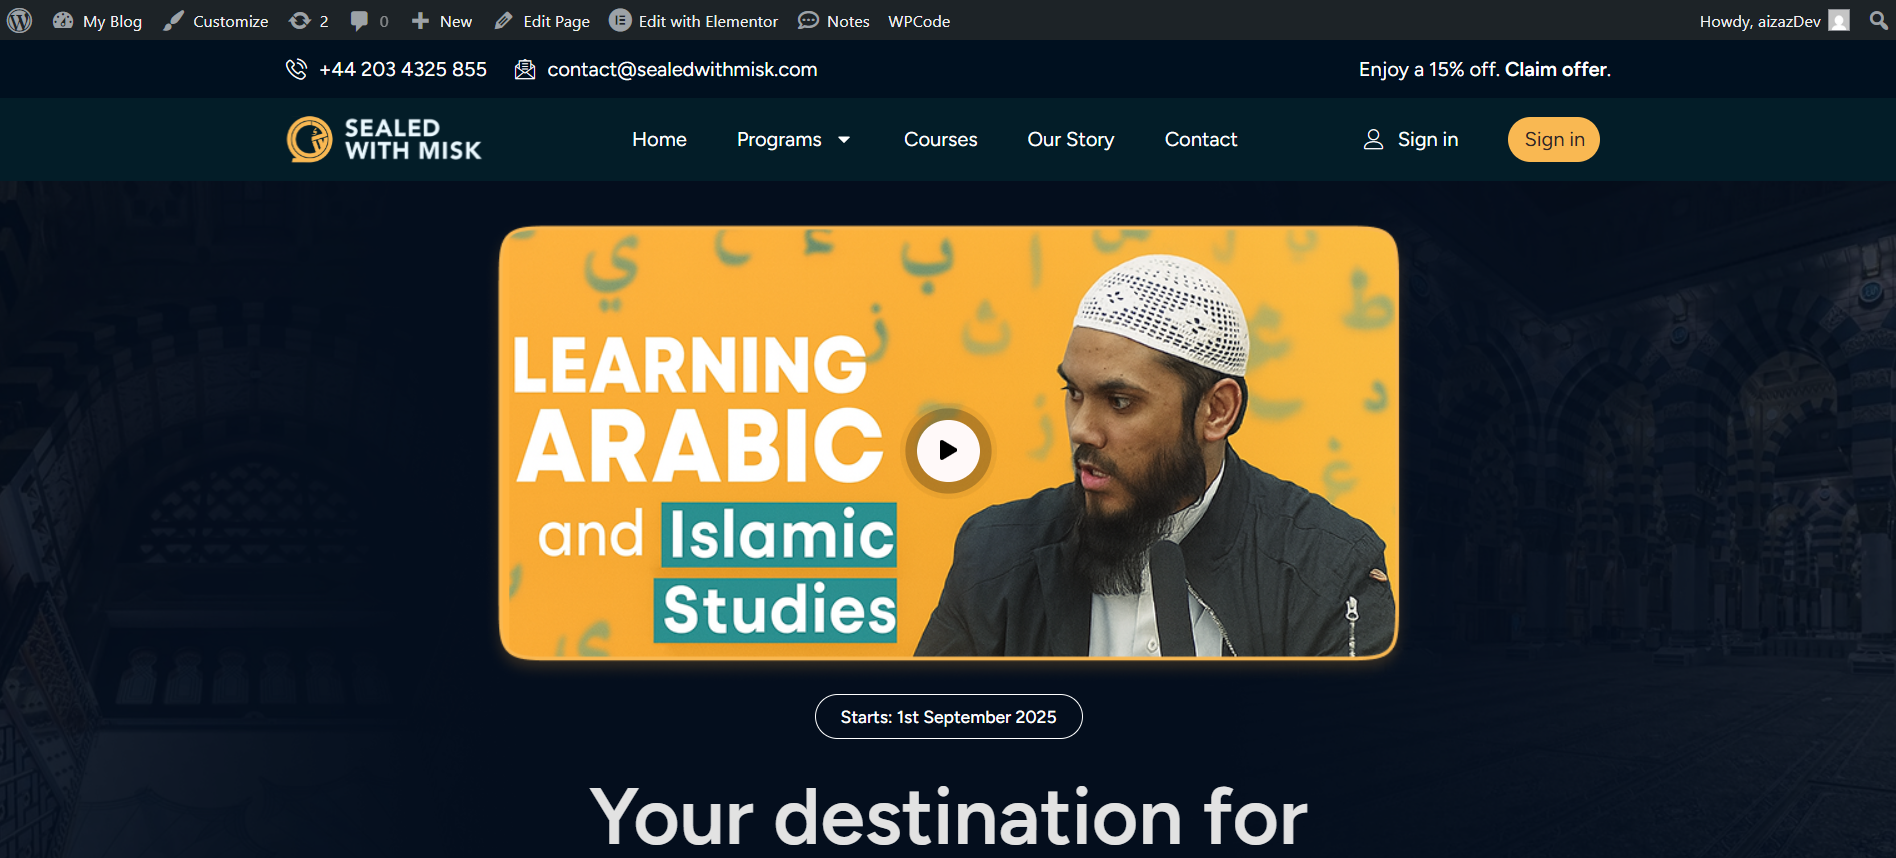 My Blog Customize 2 0 New Edit Page Edit with Elementor Notes WPCode Howdy, aizazDev
+44 203 4325 855 contact@sealedwithmisk.com Enjoy a 15% off. Claim offer.
SEALED
WITH MISK
Home Programs Courses Our Story Contact Sign in Sign in
ي
ب
ز
ث
ط
د
LEARNING
ARABIC
and Islamic
Studies
Starts: 1st September 2025
Your destination for